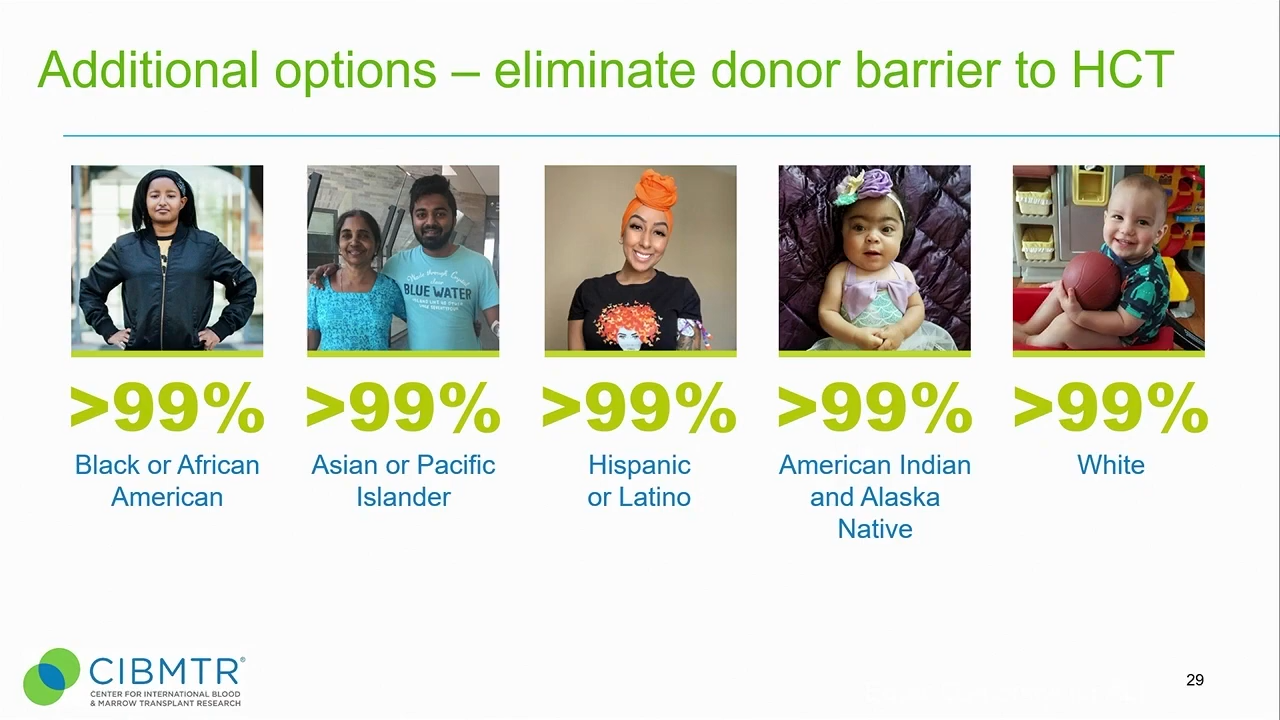 Additional options – eliminate donor barrier to HCT
BLUE WATER
>99% >99% >99% >99% >99%
Black or African
American
Asian or Pacific
Islander
Hispanic
or Latino
American Indian
and Alaska
Native
White
CIBMTR®
CENTER FOR INTERNATIONAL BLOOD
& MARROW TRANSPLANT RESEARCH
29